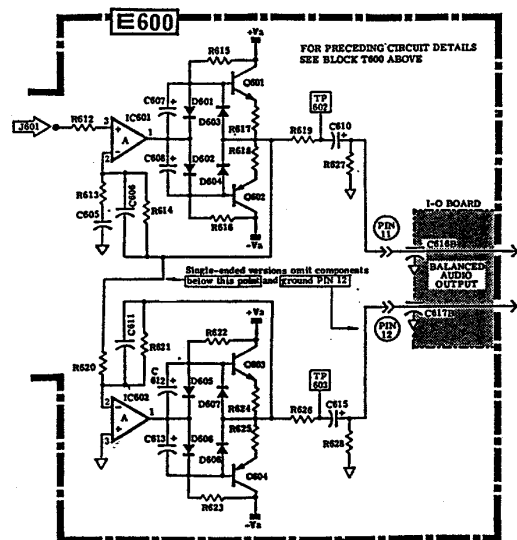 E600
+Va
R615
FOR PRECEDING CIRCUIT DETAILS
SEE BLOCK T600 ABOVE
Q601
IC601
C607 +
D601
D603
R617
TP
602
J601
R612
3
+
A
1
2
-
R618
R619
C610
+
C608
+
D602
D604
R627
R613
C606
R614
Q602
I-O BOARD
C605
R616
-Va
PIN
11
C616B
BALANCED
AUDIO
OUTPUT
Single-ended versions omit components
below this point and ground PIN 12
C617B
PIN
12
C611
R621
R622
+Va
R620
C
612
+
D605
Q603
TP
603
IC602
D607
R624
C615
+
2
-
A
1
3
+
R625
R626
C613
+
D606
D608
R628
Q604
R623
-Va